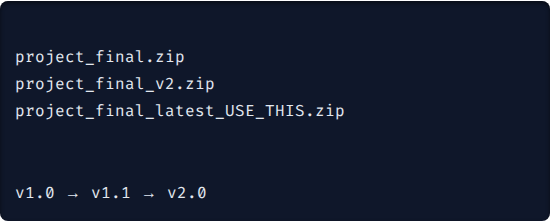 project_final.zip
project_final_v2.zip
project_final_latest_USE_THIS.zip
v1.0 → v1.1 → v2.0